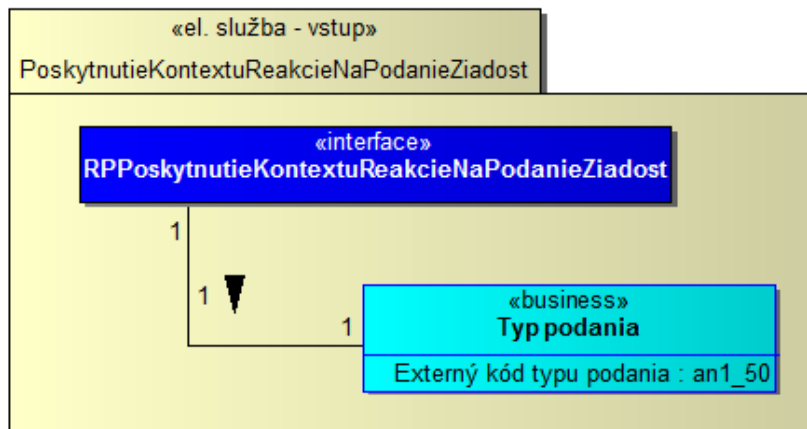 «el. služba - vstup»
PoskytnutieKontextuReakcieNaPodanieZiadost
«interface»
RPPoskytnutieKontextuReakcieNaPodanieZiadost
1
1
1
«business»
Typ podania
Externý kód typu podania : an1_50